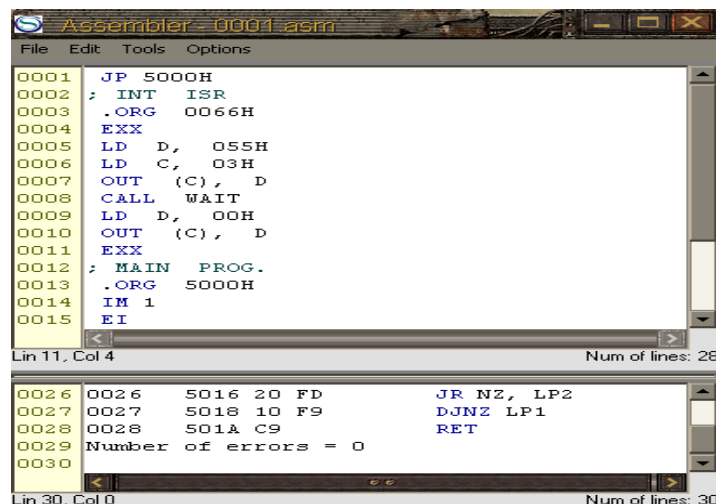 Assembler - 0001.asm
File Edit Tools Options
0001 JP 5000H
0002 ; INT ISR
0003 .ORG 0066H
0004 EXX
0005 LD D, 055H
0006 LD C, 03H
0007 OUT (C), D
0008 CALL WAIT
0009 LD D, 00H
0010 OUT (C), D
0011 EXX
0012 ; MAIN PROG.
0013 .ORG 5000H
0014 IM 1
0015 EI
Lin 11, Col 4 Num of lines: 28
0026 0026 5016 20 FD JR NZ, LP2
0027 0027 5018 10 F9 DJNZ LP1
0028 0028 501A C9 RET
0029 Number of errors = 0
0030
Lin 30, Col 0 Num of lines: 30